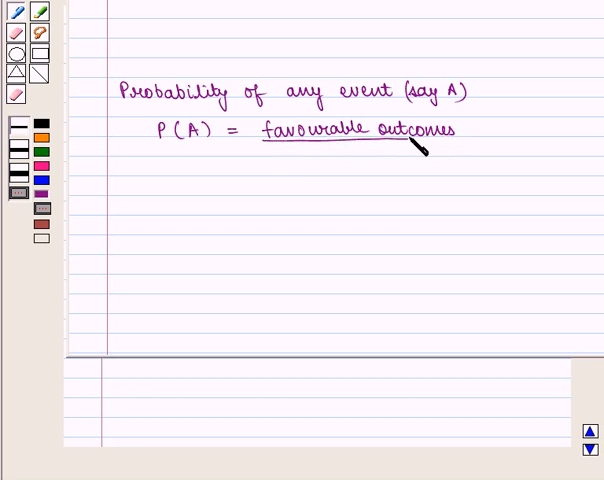 Probability of any event (say A)
P(A) = favourable outcomes